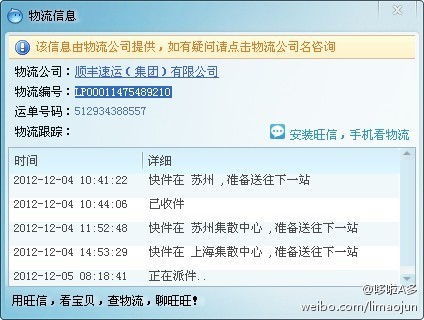 物流信息
该信息由物流公司提供，如有疑问请点击物流公司名咨询
物流公司：顺丰速运（集团）有限公司
物流编号：LP00011475489210
运单号码：512934388557
物流跟踪：
安装旺信，手机看物流
时间 详细
2012-12-04 10:41:22 快件在 苏州 ,准备送往下一站
2012-12-04 10:44:06 已收件
2012-12-04 11:52:48 快件在 苏州集散中心 ,准备送往下一站
2012-12-04 14:53:29 快件在 上海集散中心 ,准备送往下一站
2012-12-05 08:18:41 正在派件..
用旺信，看宝贝，查物流，聊旺旺！
@哆啦A多
weibo.com/limaojun